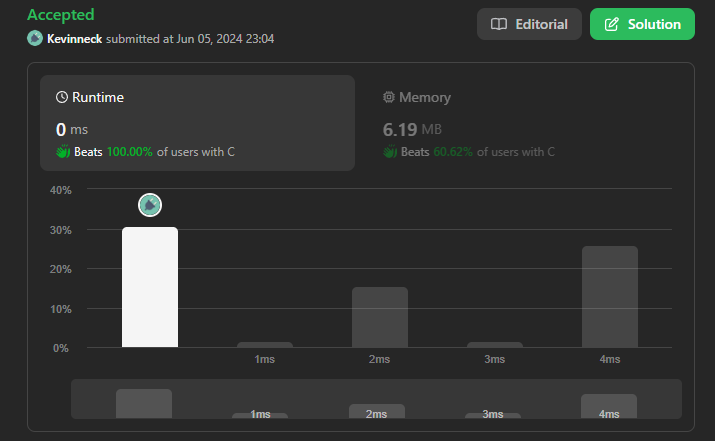 Accepted
Kevinneck submitted at Jun 05, 2024 23:04
Editorial
Solution
Runtime
0 ms
Beats 100.00% of users with C
Memory
6.19 MB
Beats 60.62% of users with C
40%
30%
20%
10%
0%
1ms 2ms 3ms 4ms
1ms 2ms 3ms 4ms